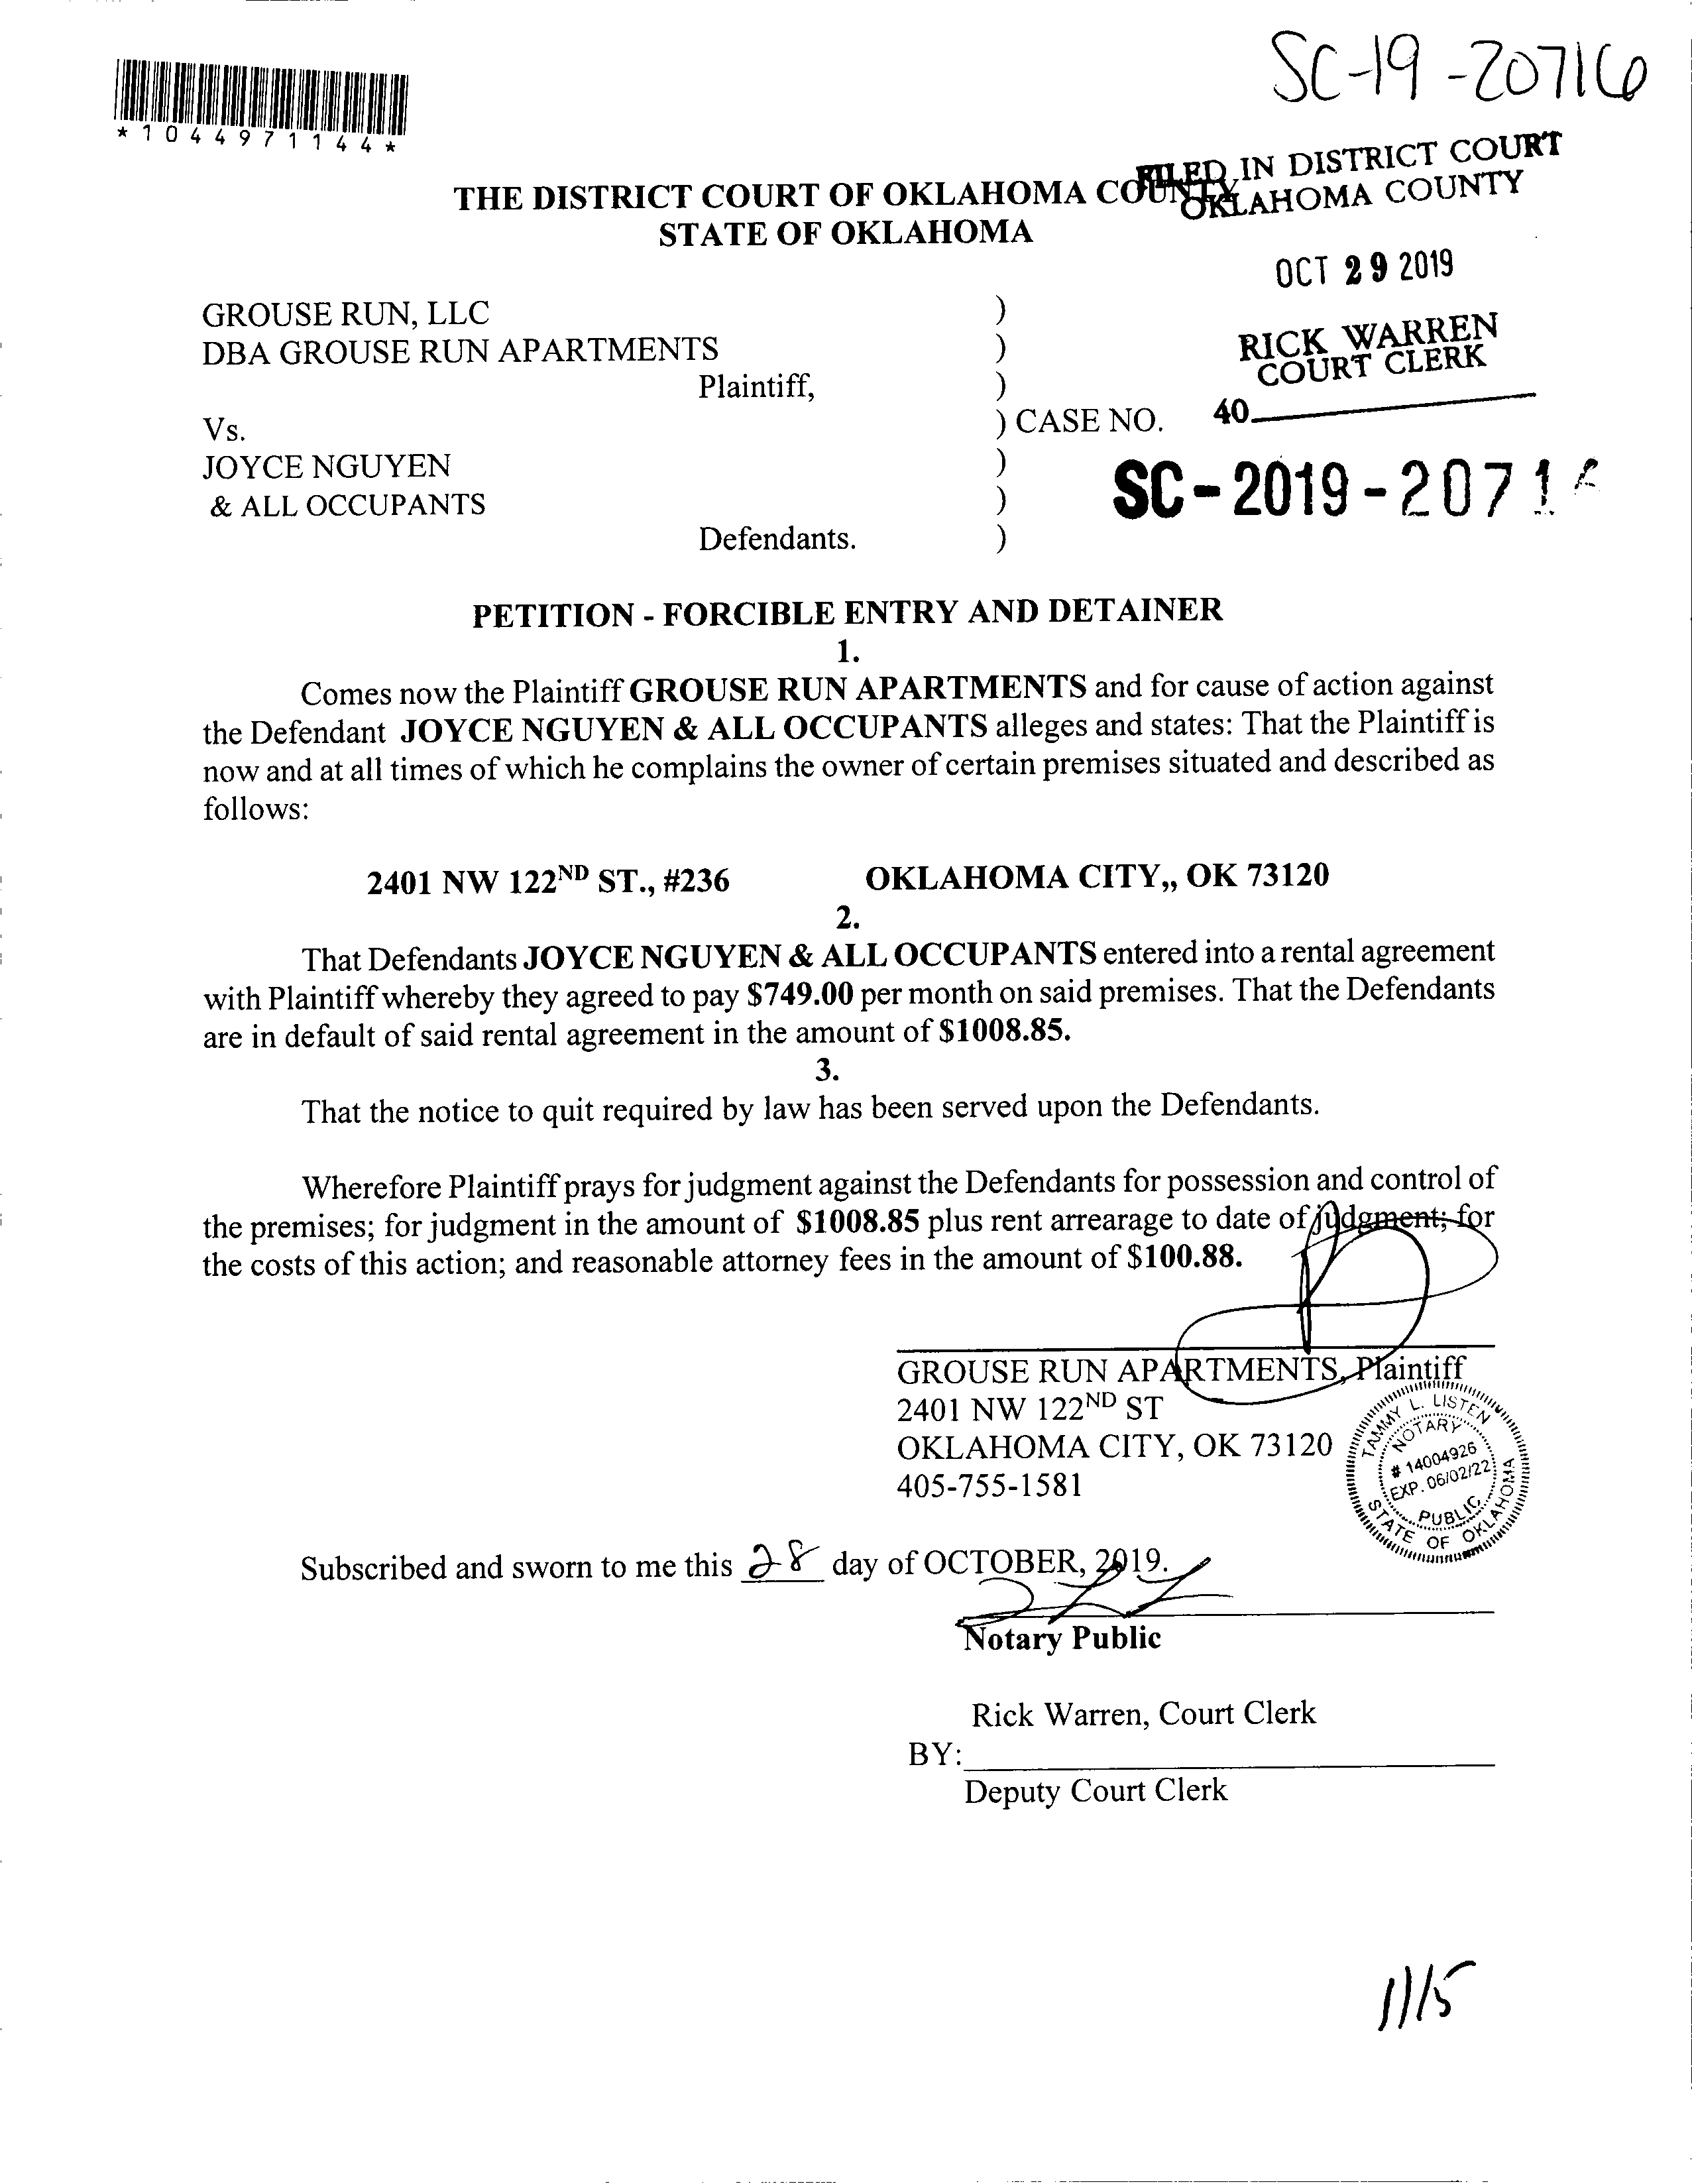 SC-19-20716
*1044971144*
FILED IN DISTRICT COURT
OKLAHOMA COUNTY
THE DISTRICT COURT OF OKLAHOMA COUNTY
STATE OF OKLAHOMA
OCT 29 2019
RICK WARREN
COURT CLERK
40
GROUSE RUN, LLC )
DBA GROUSE RUN APARTMENTS )
Plaintiff, )
Vs. ) CASE NO.
JOYCE NGUYEN )
& ALL OCCUPANTS )
Defendants. )
SC-2019-2071
PETITION - FORCIBLE ENTRY AND DETAINER
1.
Comes now the Plaintiff GROUSE RUN APARTMENTS and for cause of action against
the Defendant JOYCE NGUYEN & ALL OCCUPANTS alleges and states: That the Plaintiff is
now and at all times of which he complains the owner of certain premises situated and described as
follows:
2401 NW 122ND ST., #236 OKLAHOMA CITY,, OK 73120
2.
That Defendants JOYCE NGUYEN & ALL OCCUPANTS entered into a rental agreement
with Plaintiff whereby they agreed to pay $749.00 per month on said premises. That the Defendants
are in default of said rental agreement in the amount of $1008.85.
3.
That the notice to quit required by law has been served upon the Defendants.
Wherefore Plaintiff prays for judgment against the Defendants for possession and control of
the premises; for judgment in the amount of $1008.85 plus rent arrearage to date of judgment; for
the costs of this action; and reasonable attorney fees in the amount of $100.88.
GROUSE RUN APARTMENTS, Plaintiff
2401 NW 122ND ST
OKLAHOMA CITY, OK 73120
405-755-1581
TAMMY L. LISTEN
NOTARY
# 14004926
EXP. 06/02/22
PUBLIC
STATE OF OKLAHOMA
Subscribed and sworn to me this 28 day of OCTOBER, 2019.
Notary Public
Rick Warren, Court Clerk
BY:
Deputy Court Clerk
11/5